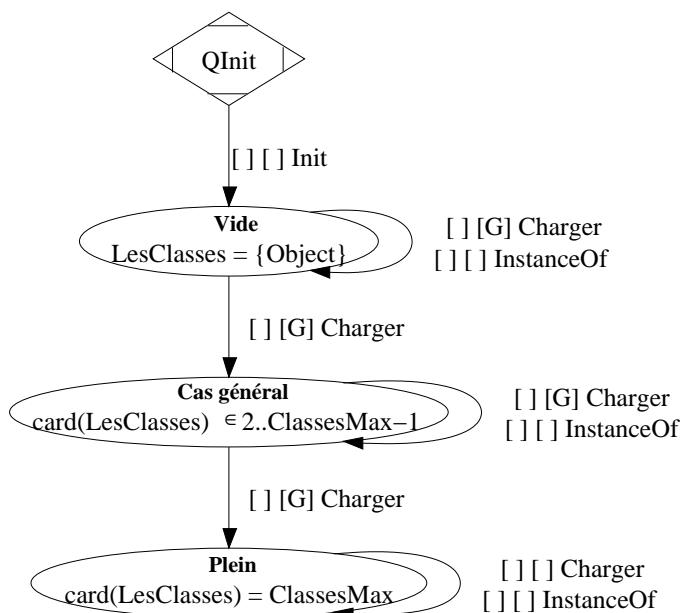 QInit
[ ] [ ] Init
Vide
LesClasses = {Object}
[ ] [G] Charger
[ ] [ ] InstanceOf
[ ] [G] Charger
Cas général
card(LesClasses) ∈ 2..ClassesMax−1
[ ] [G] Charger
[ ] [ ] InstanceOf
[ ] [G] Charger
Plein
card(LesClasses) = ClassesMax
[ ] [ ] Charger
[ ] [ ] InstanceOf